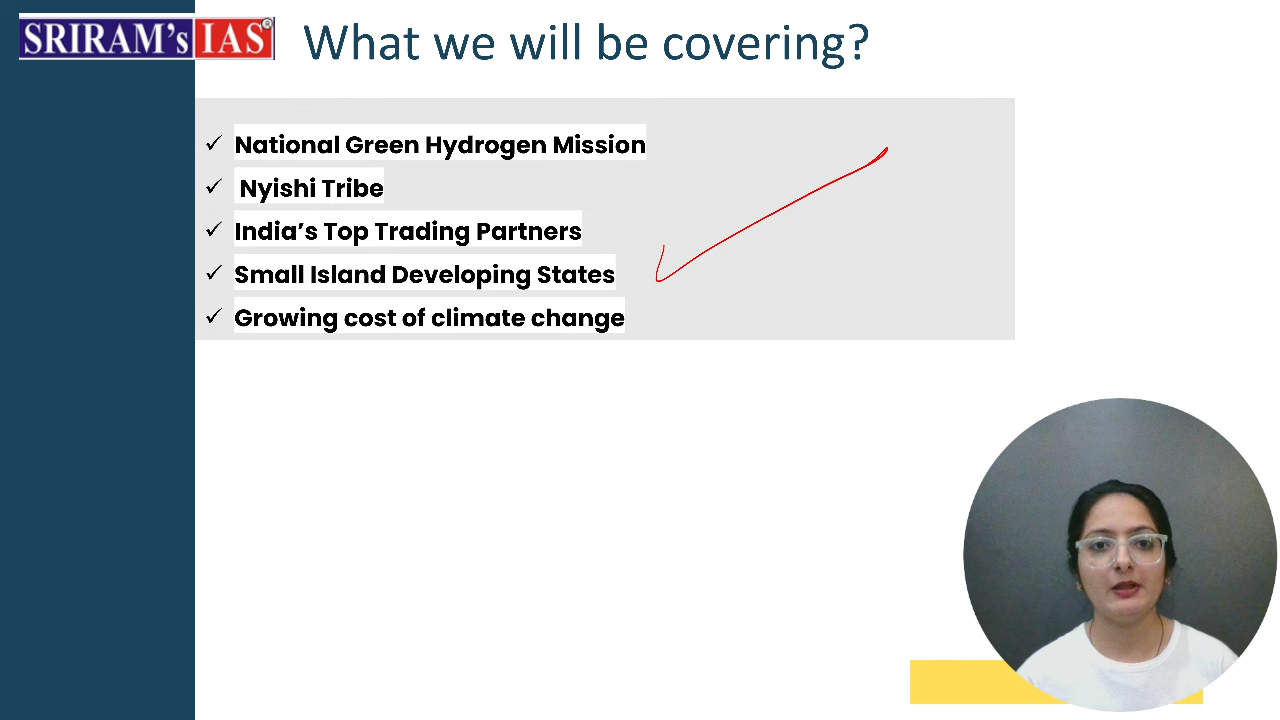 SRIRAM's IAS ®
What we will be covering?
✓ National Green Hydrogen Mission
✓ Nyishi Tribe
✓ India's Top Trading Partners
✓ Small Island Developing States
✓ Growing cost of climate change